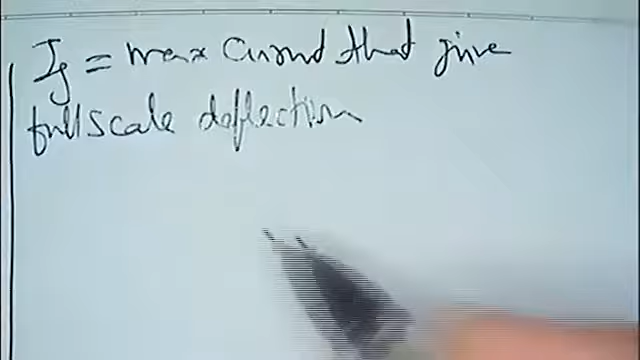 Ig = max current that give
full scale deflection